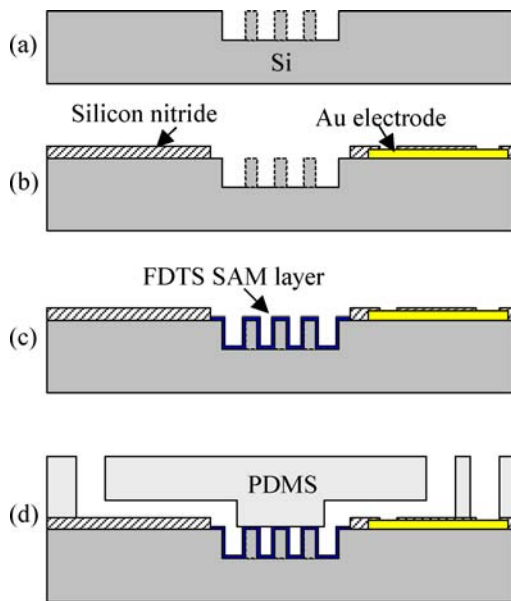 (a)
Si
Silicon nitride
Au electrode
(b)
FDTS SAM layer
(c)
PDMS
(d)